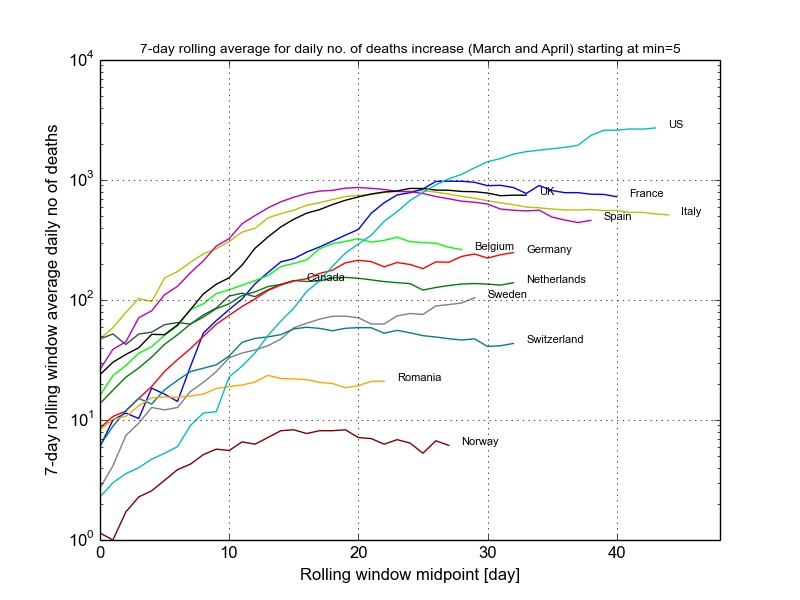 7-day rolling average for daily no. of deaths increase (March and April) starting at min=5
10^4
10^3
10^2
10^1
10^0
7-day rolling window average daily no of deaths
US
UK
France
Italy
Spain
Belgium
Germany
Canada
Netherlands
Sweden
Switzerland
Romania
Norway
0 10 20 30 40
Rolling window midpoint [day]